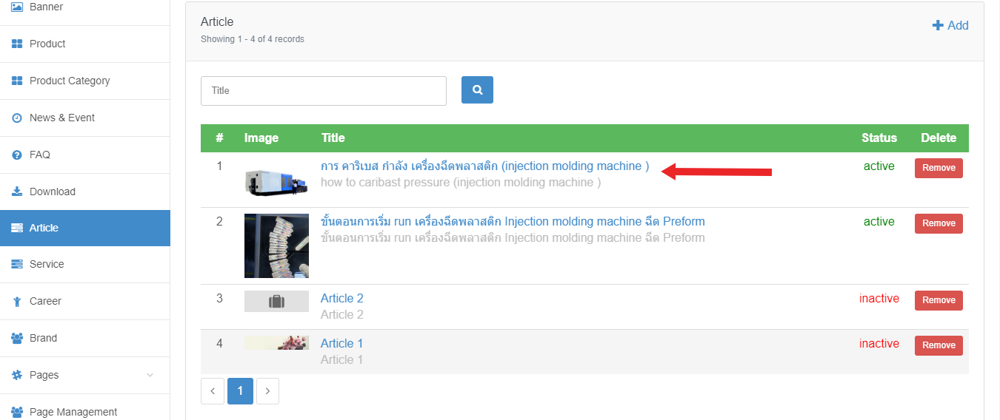 Banner
Product
Product Category
News & Event
FAQ
Download
Article
Service
Career
Brand
Pages
Page Management
Article
Showing 1 - 4 of 4 records
Add
Title
# Image Title Status Delete
1 การ คาริเบส กำลัง เครื่องฉีดพลาสติก (injection molding machine ) active Remove
how to caribast pressure (injection molding machine )
2 ขั้นตอนการเริ่ม run เครื่องฉีดพลาสติก Injection molding machine ฉีด Preform active Remove
ขั้นตอนการเริ่ม run เครื่องฉีดพลาสติก Injection molding machine ฉีด Preform
3 Article 2 inactive Remove
Article 2
4 Article 1 inactive Remove
Article 1
1